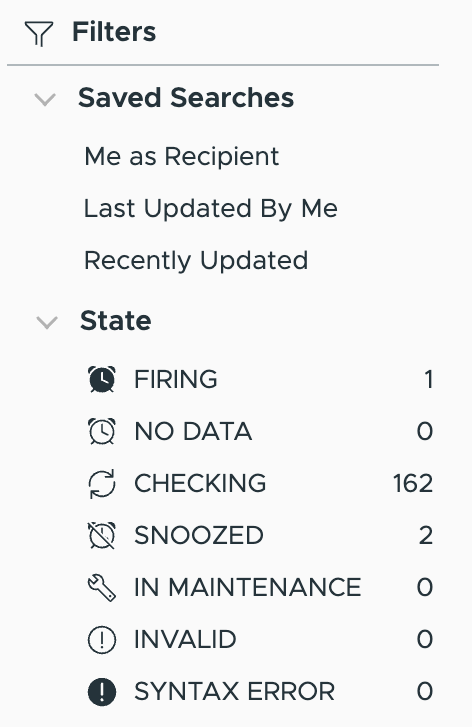 Filters
Saved Searches
Me as Recipient
Last Updated By Me
Recently Updated
State
FIRING 1
NO DATA 0
CHECKING 162
SNOOZED 2
IN MAINTENANCE 0
INVALID 0
SYNTAX ERROR 0